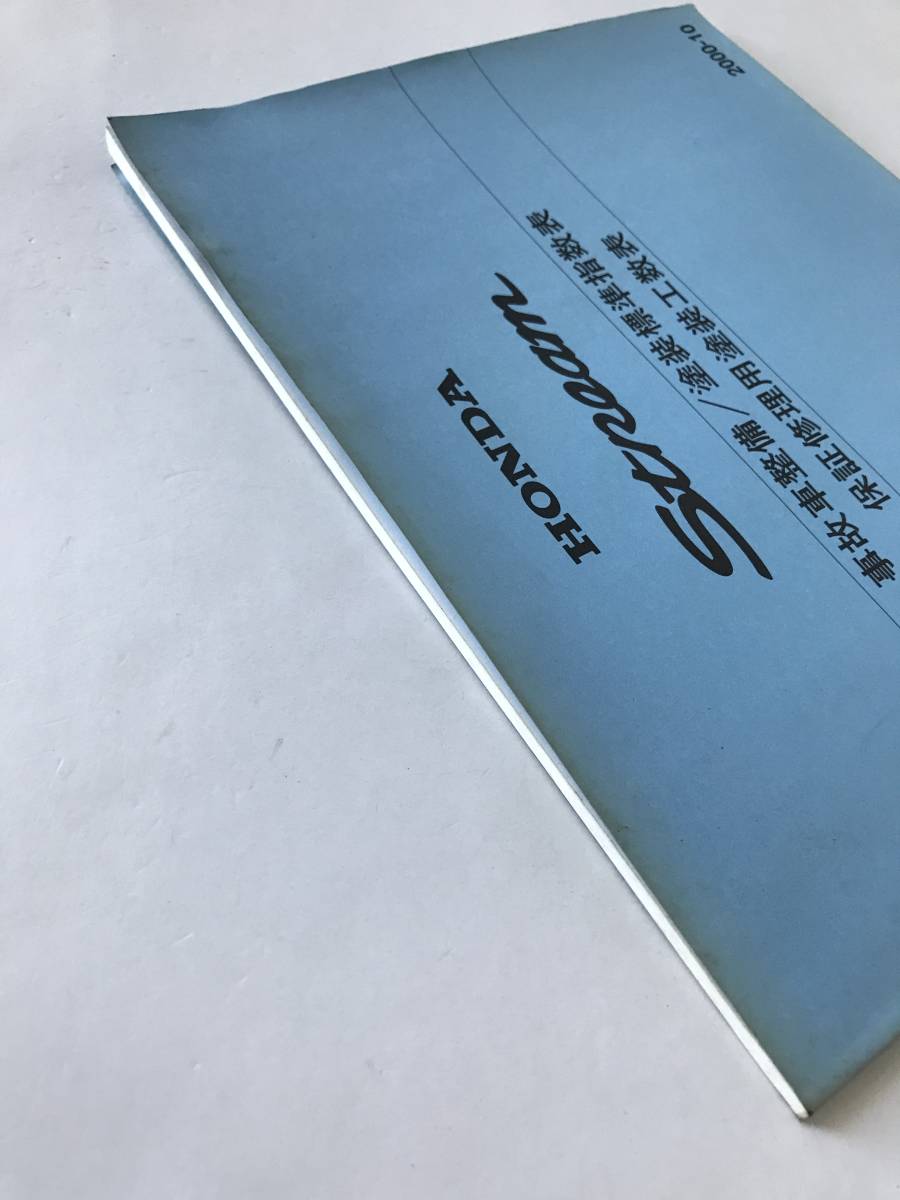 HONDA
Stream
事故車整備/塗装標準指数表
保証修理用塗装工数表
2000-10